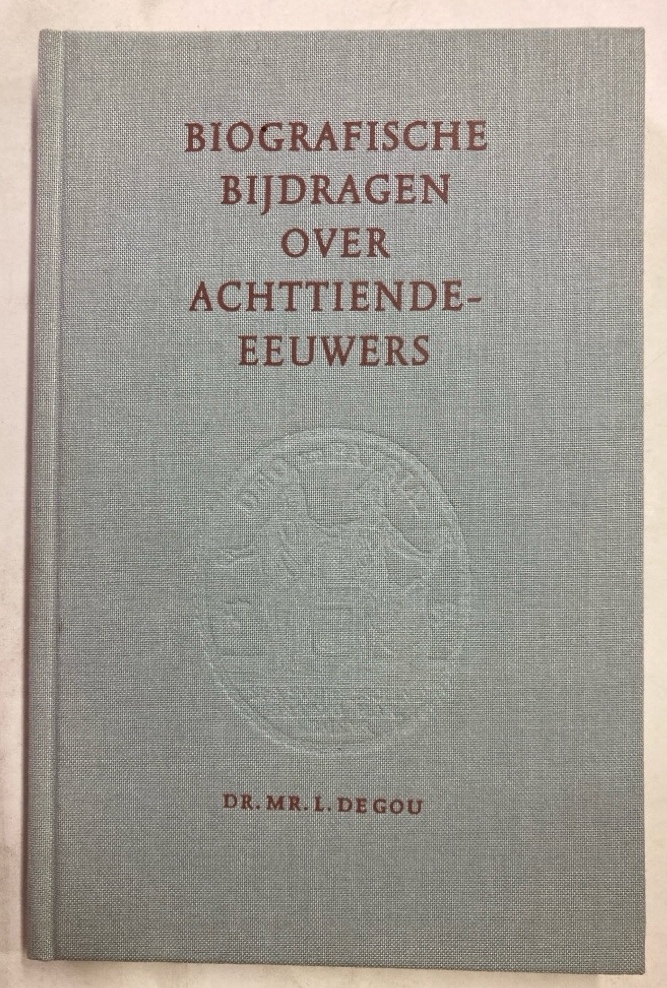 BIOGRAFISCHE
BIJDRAGEN
OVER
ACHTTIENDE-
EEUWERS
DR. MR. L. DE GOU